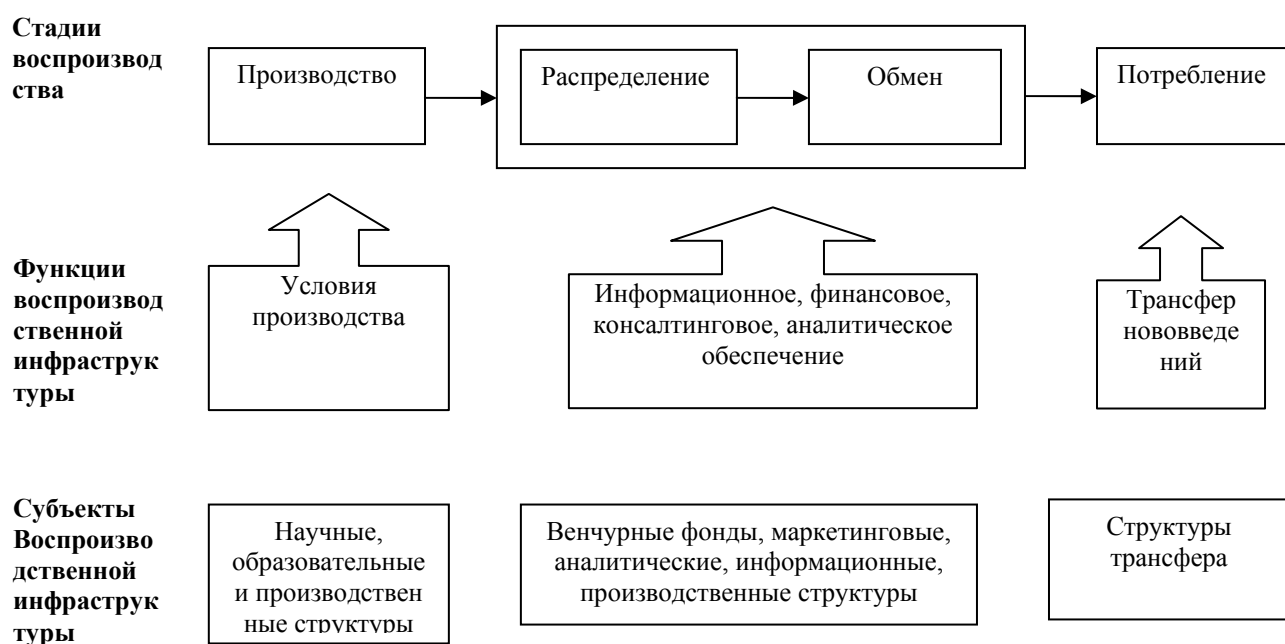 Стадии
воспроизвод
ства
Производство
Распределение
Обмен
Потребление
Функции
воспроизвод
ственной
инфраструк
туры
Условия
производства
Информационное, финансовое,
консалтинговое, аналитическое
обеспечение
Трансфер
нововведе
ний
Субъекты
Воспроизво
дственной
инфраструк
туры
Научные,
образовательные
и производствен
ные структуры
Венчурные фонды, маркетинговые,
аналитические, информационные,
производственные структуры
Структуры
трансфера